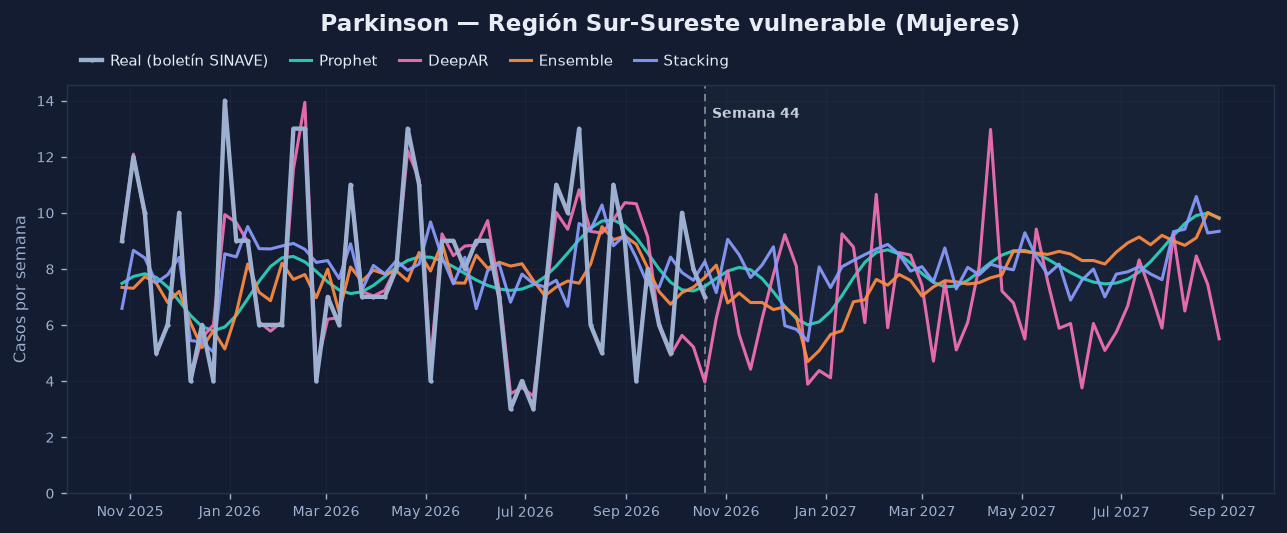 Parkinson — Región Sur-Sureste vulnerable (Mujeres)
Real (boletín SINAVE) Prophet DeepAR Ensemble Stacking
Semana 44
Casos por semana
14
12
10
8
6
4
2
0
Nov 2025 Jan 2026 Mar 2026 May 2026 Jul 2026 Sep 2026 Nov 2026 Jan 2027 Mar 2027 May 2027 Jul 2027 Sep 2027